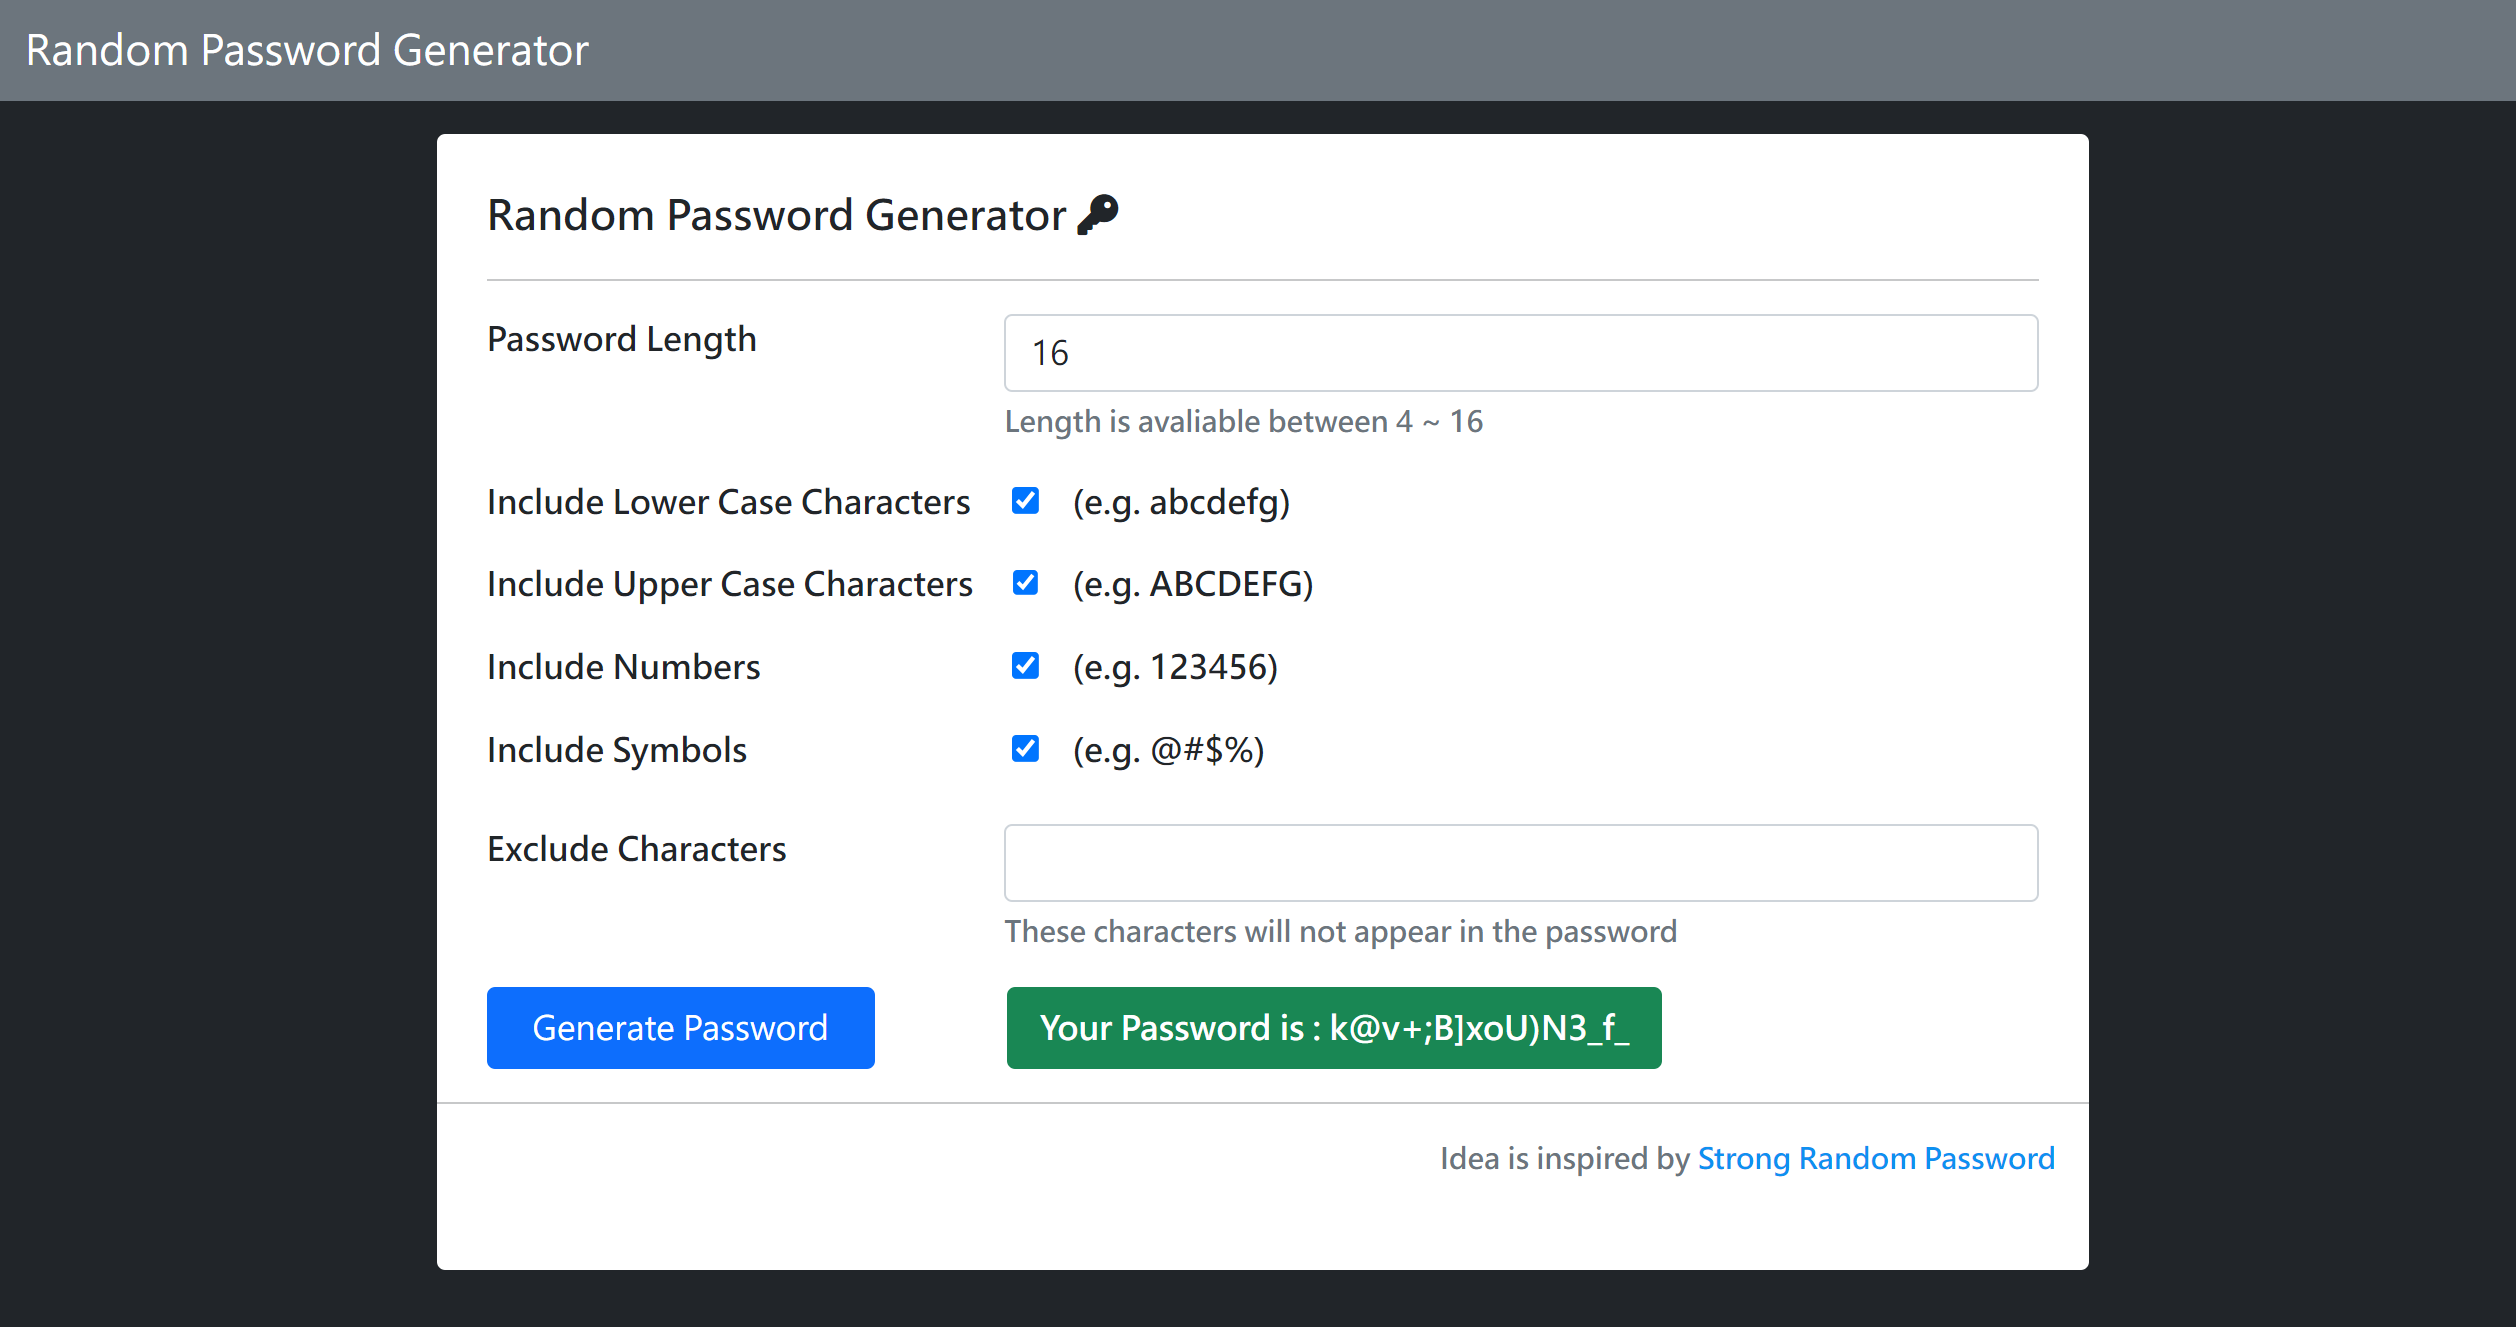 Random Password Generator
Random Password Generator
Password Length
16
Length is avaliable between 4 ~ 16
Include Lower Case Characters (e.g. abcdefg)
Include Upper Case Characters (e.g. ABCDEFG)
Include Numbers (e.g. 123456)
Include Symbols (e.g. @#$%)
Exclude Characters
These characters will not appear in the password
Generate Password
Your Password is : k@v+;B]xoU)N3_f_
Idea is inspired by Strong Random Password